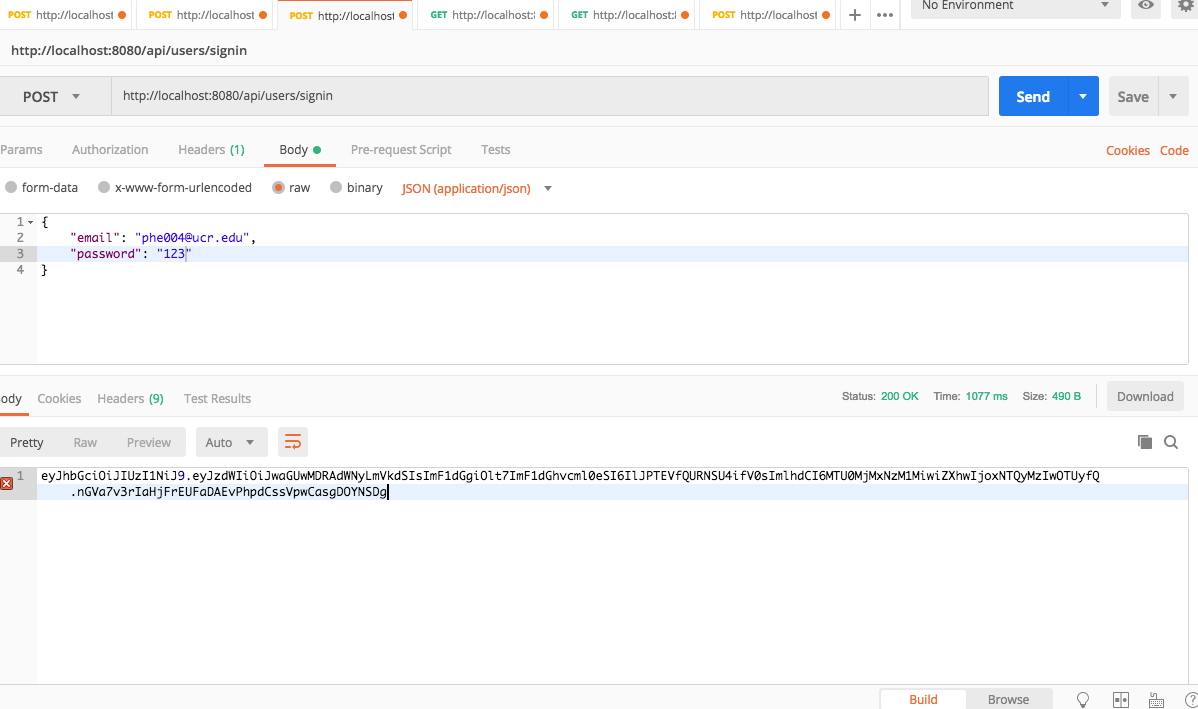 POST http://localhost POST http://localhost POST http://localhost GET http://localhost: GET http://localhost: POST http://localhost + ••• No Environment
http://localhost:8080/api/users/signin
POST http://localhost:8080/api/users/signin Send Save
Params Authorization Headers (1) Body Pre-request Script Tests Cookies Code
form-data x-www-form-urlencoded raw binary JSON (application/json)
1 {
2 "email": "phe004@ucr.edu",
3 "password": "123"
4 }
ody Cookies Headers (9) Test Results Status: 200 OK Time: 1077 ms Size: 490 B Download
Pretty Raw Preview Auto
1 eyJhbGciOiJIUzI1NiJ9.eyJzdWIiOiJwaGUwMDRAdWNyLmVkdSIsImF1dGgiOlt7ImF1dGhvcml0eSI6IlJPTEVfQURNSU4ifV0sImlhdCI6MTU0MjMxNzM1MiwiZXhwIjoxNTQyMzIwOTUyfQ
.nGVa7v3rIaHjFrEUFaDAEvPhpdCssVpwCasgDOYNSDg
Build Browse ?